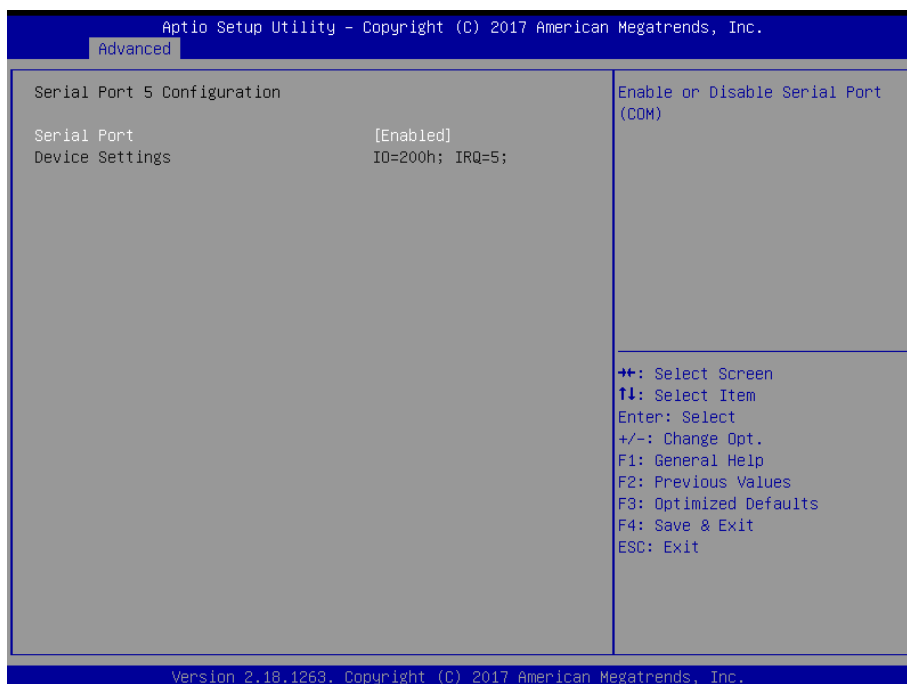 Aptio Setup Utility – Copyright (C) 2017 American Megatrends, Inc.
Advanced
Serial Port 5 Configuration
Serial Port [Enabled]
Device Settings IO=200h; IRQ=5;
Enable or Disable Serial Port
(COM)
→←: Select Screen
↑↓: Select Item
Enter: Select
+/-: Change Opt.
F1: General Help
F2: Previous Values
F3: Optimized Defaults
F4: Save & Exit
ESC: Exit
Version 2.18.1263. Copyright (C) 2017 American Megatrends, Inc.